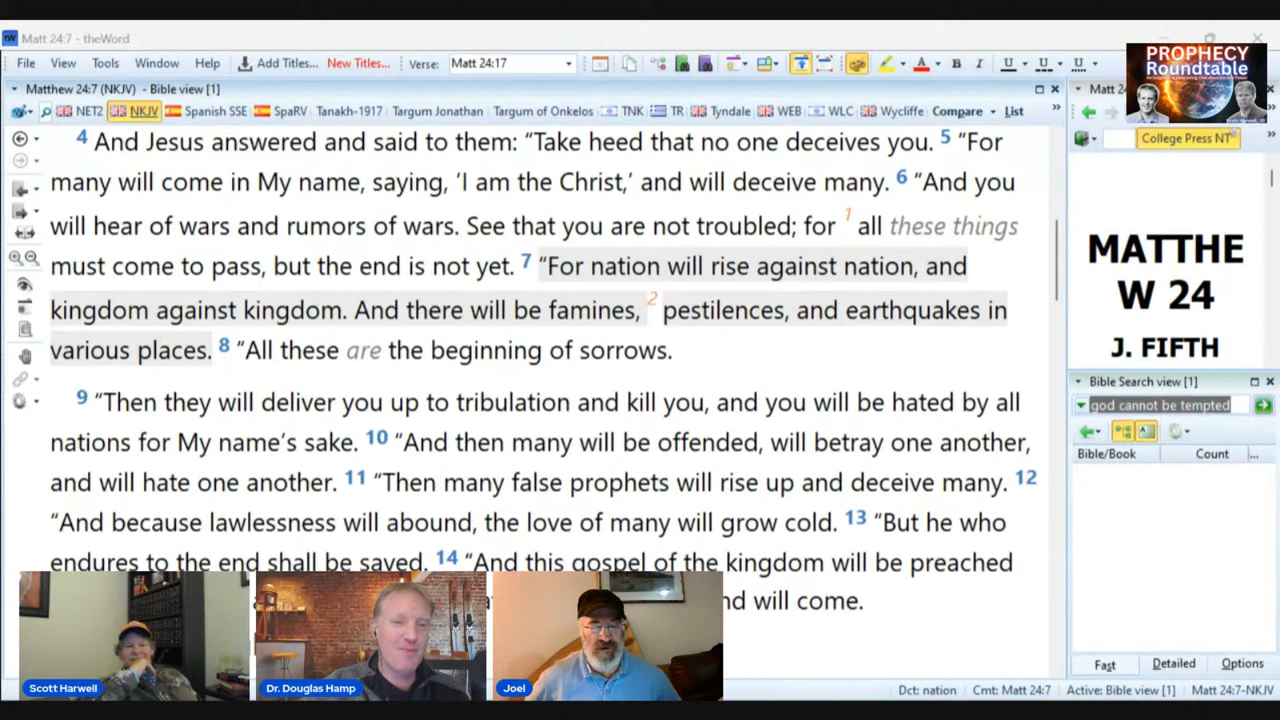 Matt 24:7 - theWord
File View Tools Window Help Add Titles... New Titles... Verse: Matt 24:17
B I U U U
PROPHECY
Roundtable
Matthew 24:7 (NKJV) - Bible view [1]
NET2 NKJV Spanish SSE SpaRV Tanakh-1917 Targum Jonathan Targum of Onkelos TNK TR Tyndale WEB WLC Wycliffe Compare List
4 And Jesus answered and said to them: “Take heed that no one deceives you. 5 “For
many will come in My name, saying, ‘I am the Christ,’ and will deceive many. 6 “And you
will hear of wars and rumors of wars. See that you are not troubled; for 1 all these things
must come to pass, but the end is not yet. 7 “For nation will rise against nation, and
kingdom against kingdom. And there will be famines, 2 pestilences, and earthquakes in
various places. 8 “All these are the beginning of sorrows.
9 “Then they will deliver you up to tribulation and kill you, and you will be hated by all
nations for My name’s sake. 10 “And then many will be offended, will betray one another,
and will hate one another. 11 “Then many false prophets will rise up and deceive many. 12
“And because lawlessness will abound, the love of many will grow cold. 13 “But he who
endures to the end shall be saved. 14 “And this gospel of the kingdom will be preached
nd will come.
Matt 24
College Press NT
MATTHE
W 24
J. FIFTH
Bible Search view [1]
god cannot be tempted
Bible/Book Count ...
Fast Detailed Options
Scott Harwell
Dr. Douglas Hamp
Joel
Dct: nation Cmt: Matt 24:7 Active: Bible view [1] Matt 24:7-NKJV